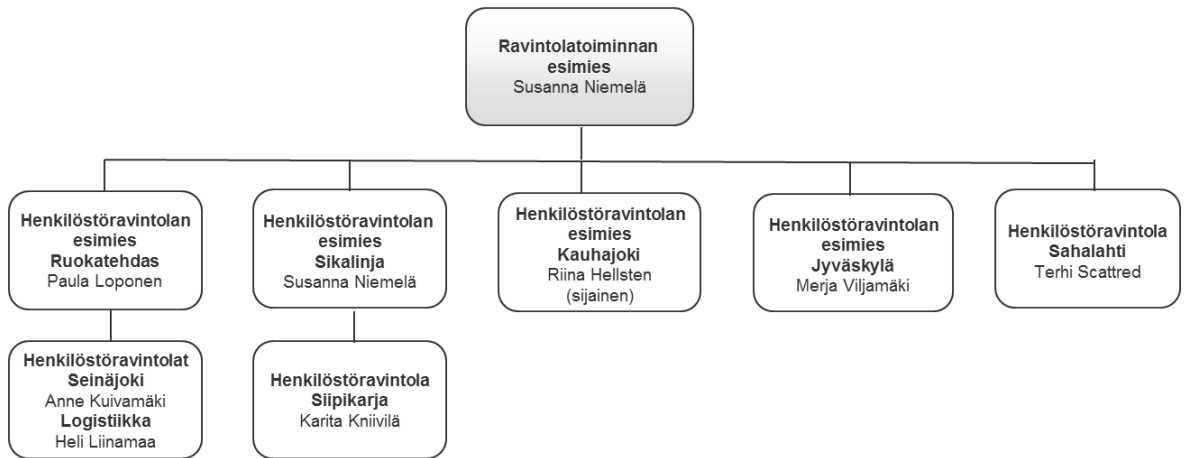 Ravintolatoiminnan
esimies
Susanna Niemelä
Henkilöstöravintolan
esimies
Ruokatehdas
Paula Loponen
Henkilöstöravintolan
esimies
Sikalinja
Susanna Niemelä
Henkilöstöravintolan
esimies
Kauhajoki
Riina Hellsten
(sijainen)
Henkilöstöravintolan
esimies
Jyväskylä
Merja Viljamäki
Henkilöstöravintola
Sahalahti
Terhi Scattred
Henkilöstöravintolat
Seinäjoki
Anne Kuivamäki
Logistiikka
Heli Liinamaa
Henkilöstöravintola
Siipikarja
Karita Kniivilä